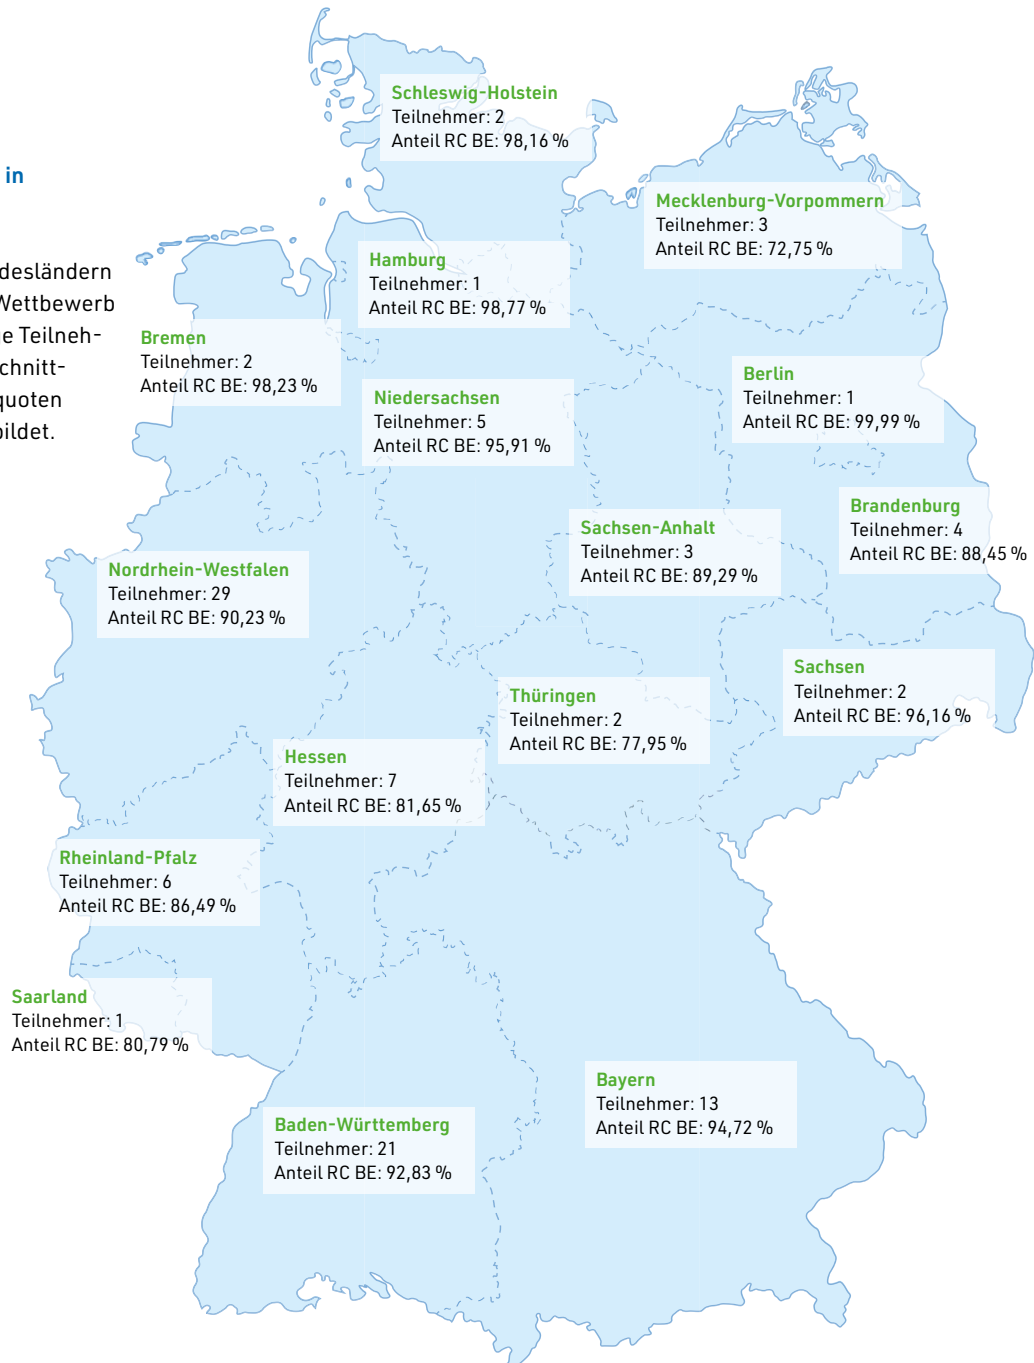 in
desländern
Wettbewerb
e Teilneh-
chnitt-
quoten
bildet.
Schleswig-Holstein
Teilnehmer: 2
Anteil RC BE: 98,16 %
Mecklenburg-Vorpommern
Teilnehmer: 3
Anteil RC BE: 72,75 %
Hamburg
Teilnehmer: 1
Anteil RC BE: 98,77 %
Bremen
Teilnehmer: 2
Anteil RC BE: 98,23 %
Niedersachsen
Teilnehmer: 5
Anteil RC BE: 95,91 %
Berlin
Teilnehmer: 1
Anteil RC BE: 99,99 %
Brandenburg
Teilnehmer: 4
Anteil RC BE: 88,45 %
Sachsen-Anhalt
Teilnehmer: 3
Anteil RC BE: 89,29 %
Nordrhein-Westfalen
Teilnehmer: 29
Anteil RC BE: 90,23 %
Sachsen
Teilnehmer: 2
Anteil RC BE: 96,16 %
Thüringen
Teilnehmer: 2
Anteil RC BE: 77,95 %
Hessen
Teilnehmer: 7
Anteil RC BE: 81,65 %
Rheinland-Pfalz
Teilnehmer: 6
Anteil RC BE: 86,49 %
Saarland
Teilnehmer: 1
Anteil RC BE: 80,79 %
Bayern
Teilnehmer: 13
Anteil RC BE: 94,72 %
Baden-Württemberg
Teilnehmer: 21
Anteil RC BE: 92,83 %